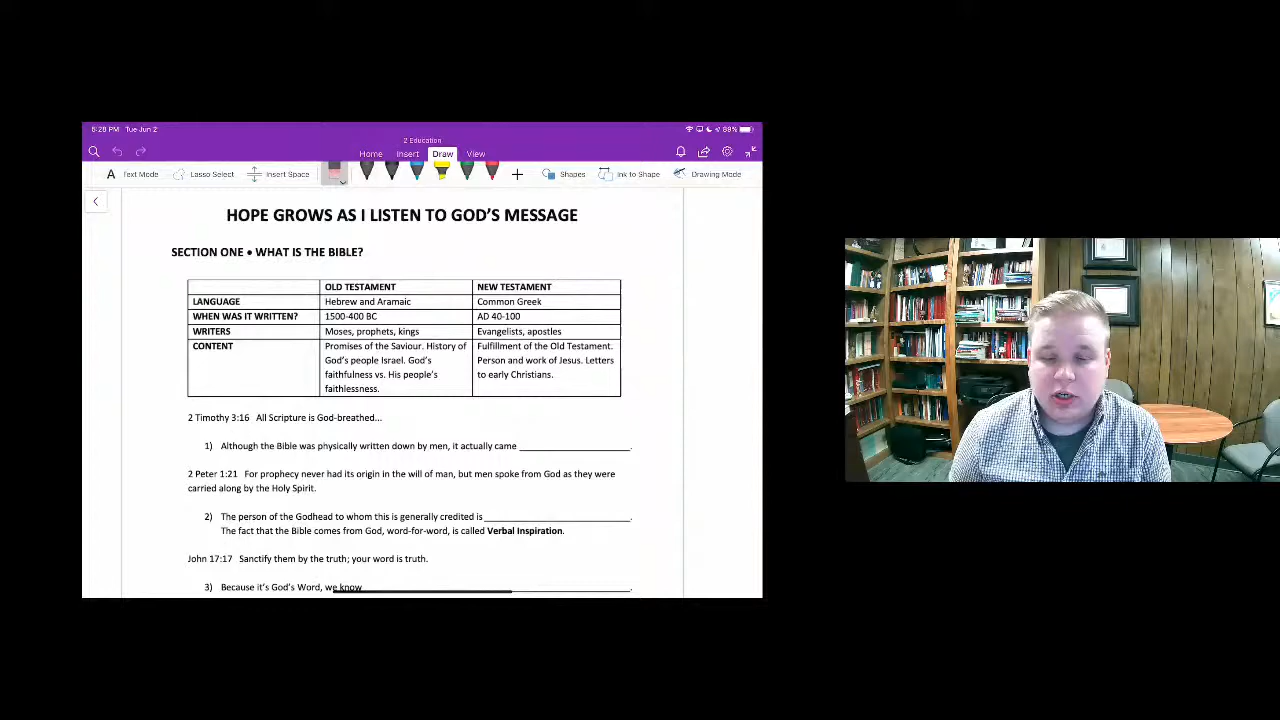 6:28 PM Tue Jun 2
89%
2 Education
Home Insert Draw View
A Text Mode Lasso Select Insert Space Shapes Ink to Shape Drawing Mode
HOPE GROWS AS I LISTEN TO GOD'S MESSAGE
SECTION ONE • WHAT IS THE BIBLE?
OLD TESTAMENT NEW TESTAMENT
LANGUAGE Hebrew and Aramaic Common Greek
WHEN WAS IT WRITTEN? 1500-400 BC AD 40-100
WRITERS Moses, prophets, kings Evangelists, apostles
CONTENT Promises of the Saviour. History of Fulfillment of the Old Testament.
God's people Israel. God's Person and work of Jesus. Letters
faithfulness vs. His people's to early Christians.
faithlessness.
2 Timothy 3:16 All Scripture is God-breathed...
1) Although the Bible was physically written down by men, it actually came ______________________.
2 Peter 1:21 For prophecy never had its origin in the will of man, but men spoke from God as they were
carried along by the Holy Spirit.
2) The person of the Godhead to whom this is generally credited is ______________________________.
The fact that the Bible comes from God, word-for-word, is called Verbal Inspiration.
John 17:17 Sanctify them by the truth; your word is truth.
3) Because it's God's Word, we know ______________________________.